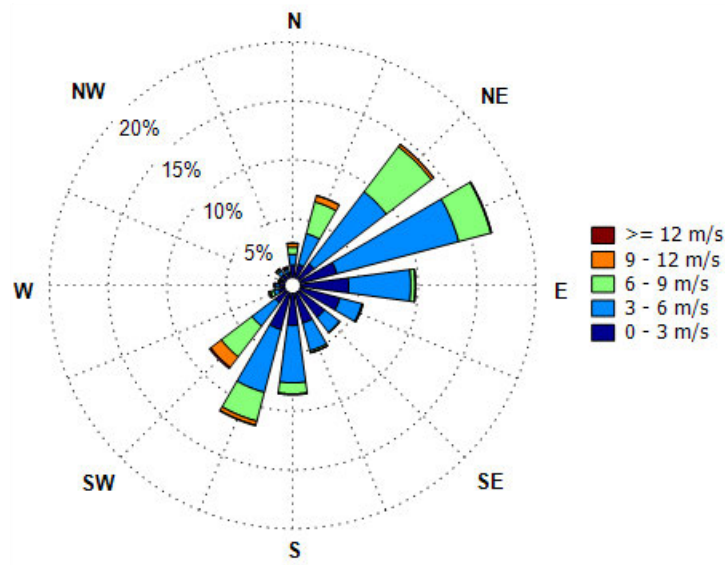 N
NW
NE
20%
15%
10%
5%
W
E
SW
SE
S
>= 12 m/s
9 - 12 m/s
6 - 9 m/s
3 - 6 m/s
0 - 3 m/s